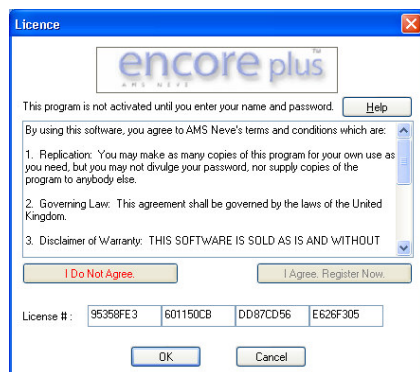 Licence
encore plus™
AMS NEVE
This program is not activated until you enter your name and password. Help
By using this software, you agree to AMS Neve's terms and conditions which are:
1. Replication: You may make as many copies of this program for your own use as
you need, but you may not divulge your password, nor supply copies of the
program to anybody else.
2. Governing Law: This agreement shall be governed by the laws of the United
Kingdom.
3. Disclaimer of Warranty: THIS SOFTWARE IS SOLD AS IS AND WITHOUT
I Do Not Agree. I Agree. Register Now.
License # : 95358FE3 601150CB DD87CD56 E626F305
OK Cancel